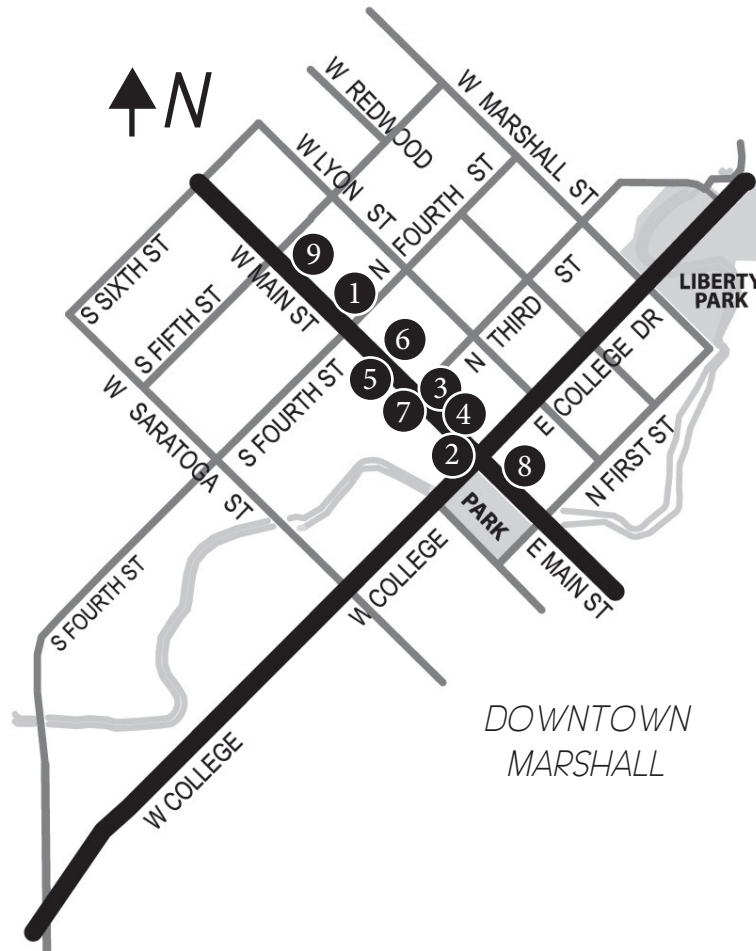 N
W REDWOOD
W MARSHALL ST
W LYON ST
N FOURTH ST
S SIXTH ST
9
W MAIN ST
1
N THIRD ST
LIBERTY
PARK
S FIFTH ST
6
5
3
E COLLEGE DR
7
4
S FOURTH ST
W SARATOGA ST
2
8
N FIRST ST
PARK
E MAIN ST
S FOURTH ST
W COLLEGE
DOWNTOWN
MARSHALL
W COLLEGE